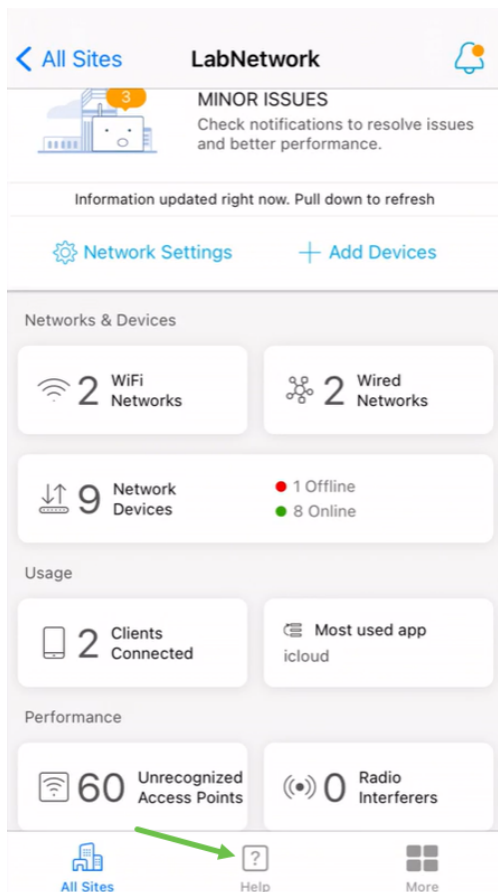 All Sites
LabNetwork
3
MINOR ISSUES
Check notifications to resolve issues
and better performance.
Information updated right now. Pull down to refresh
Network Settings
Add Devices
Networks & Devices
2 WiFi
Networks
2 Wired
Networks
9 Network
Devices
1 Offline
8 Online
Usage
2 Clients
Connected
Most used app
icloud
Performance
60 Unrecognized
Access Points
0 Radio
Interferers
?
All Sites
Help
More